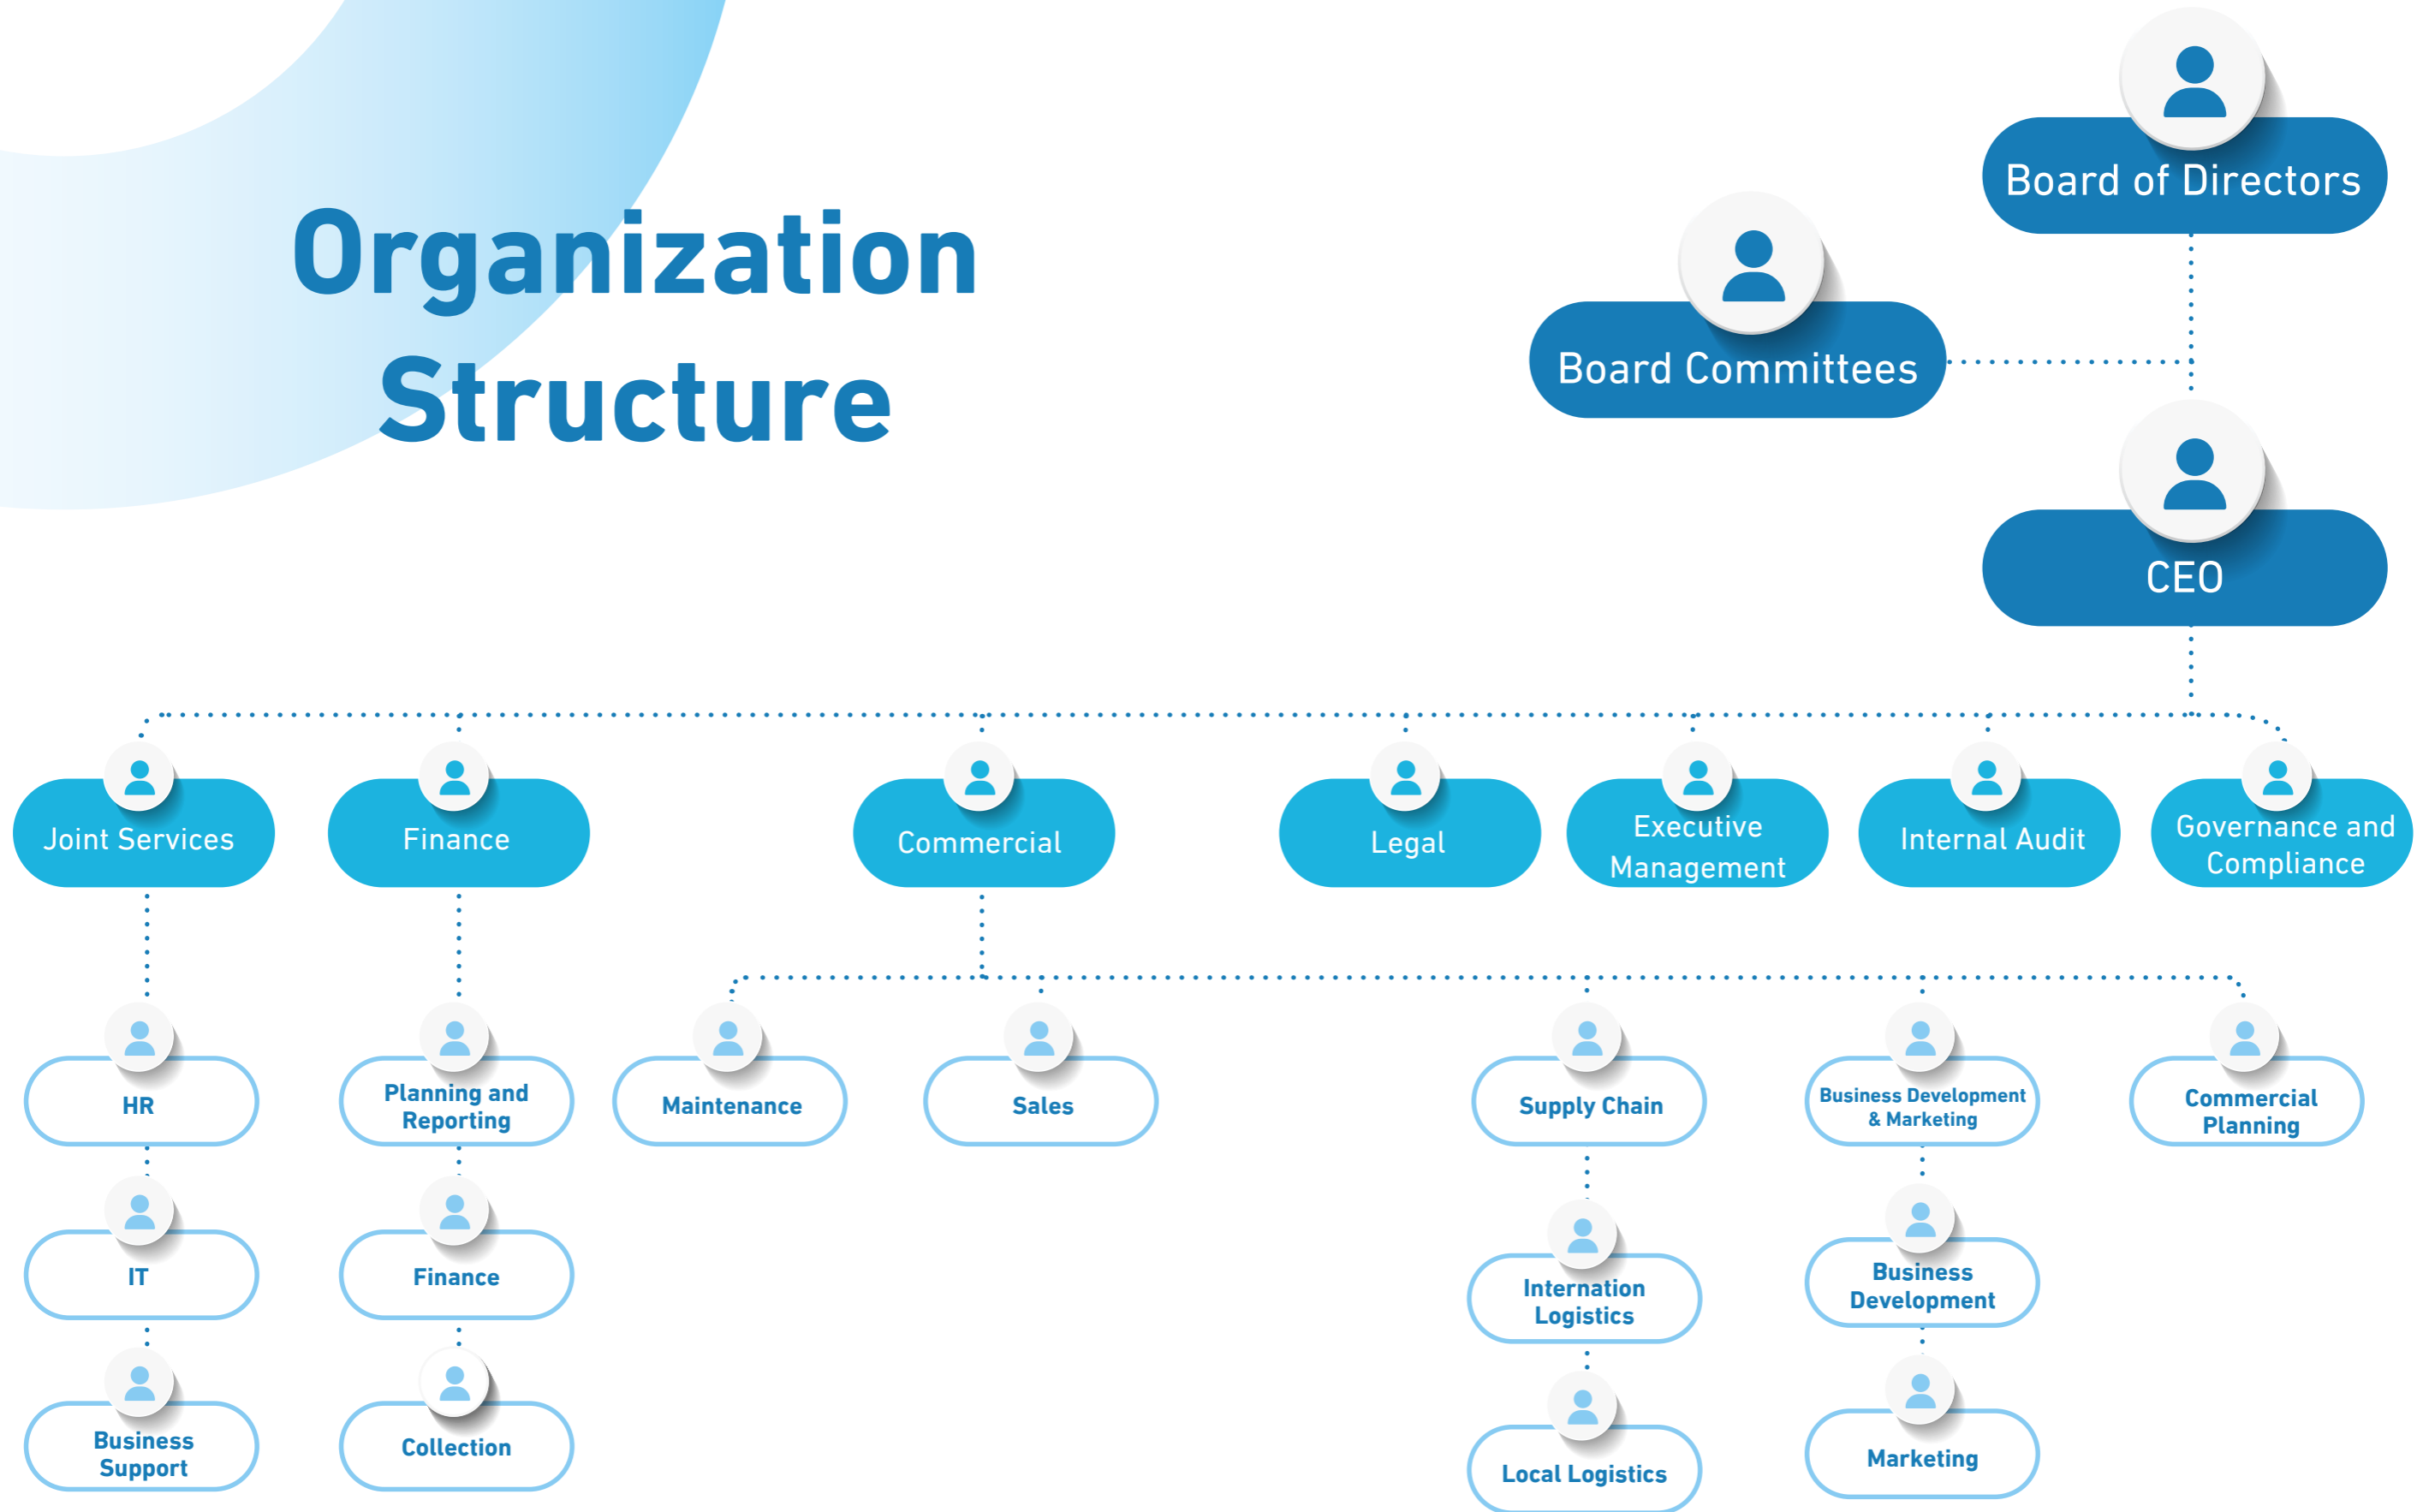 Organization
Structure
Board of Directors
Board Committees
CEO
Joint Services
Finance
Commercial
Legal
Executive
Management
Internal Audit
Governance and
Compliance
HR
Planning and
Reporting
Maintenance
Sales
Supply Chain
Business Development
& Marketing
Commercial
Planning
IT
Finance
Internation
Logistics
Business
Development
Business
Support
Collection
Local Logistics
Marketing